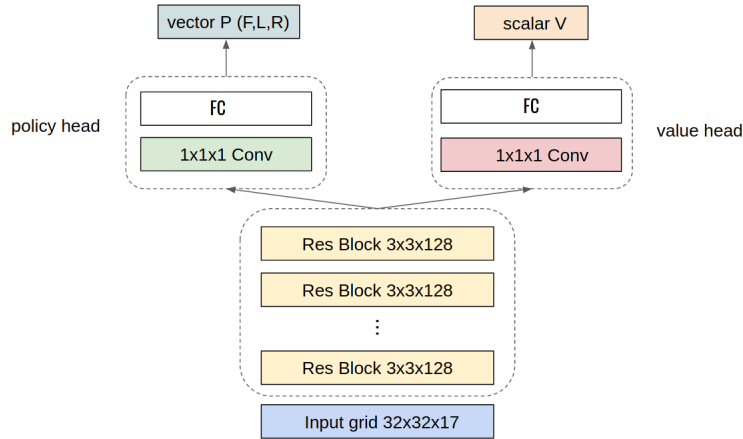 vector P (F,L,R)
scalar V
FC
FC
policy head
value head
1x1x1 Conv
1x1x1 Conv
Res Block 3x3x128
Res Block 3x3x128
Res Block 3x3x128
Input grid 32x32x17